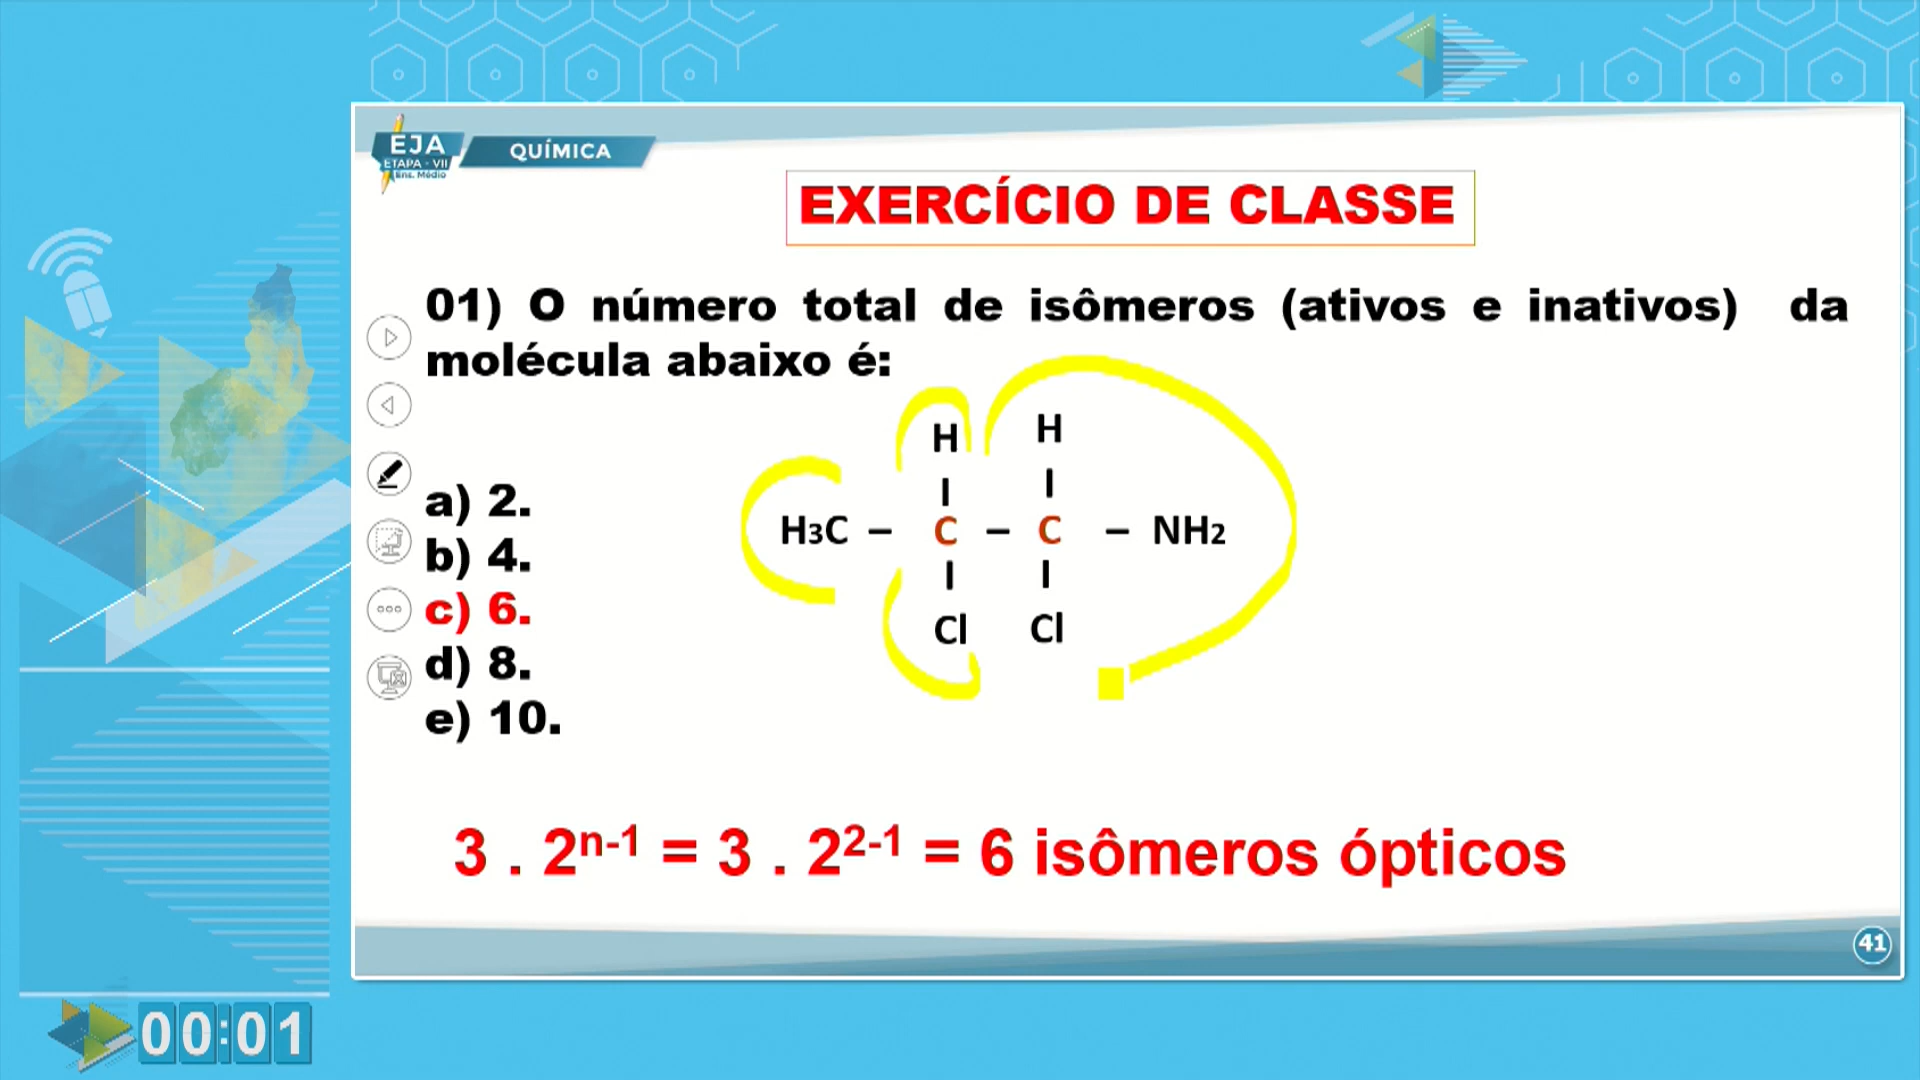 EJA
ETAPA - VII
Ens. Médio
QUÍMICA
EXERCÍCIO DE CLASSE
01) O número total de isômeros (ativos e inativos) da
molécula abaixo é:
H H
H3C – C – C – NH2
Cl Cl
a) 2.
b) 4.
c) 6.
d) 8.
e) 10.
3 . 2ⁿ⁻¹ = 3 . 2²⁻¹ = 6 isômeros ópticos
41
00:01